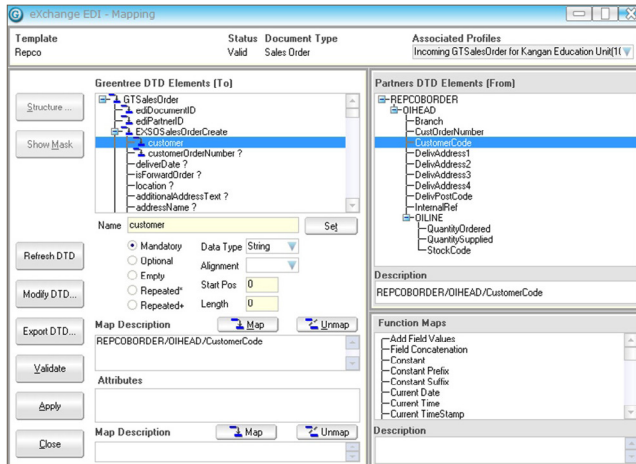 eXchange EDI - Mapping
Template
Status
Document Type
Associated Profiles
Repco
Valid
Sales Order
Incoming GTSalesOrder for Kangan Education Unit(1(
Greentree DTD Elements (To)
Structure ...
Show Mask
GTSalesOrder
ediDocumentID
ediPartnerID
EXSOSalesOrderCreate
customer
customerOrderNumber ?
deliverDate ?
isForwardOrder ?
location ?
additionalAddressText ?
addressName ?
Name
customer
Set
Mandatory
Optional
Empty
Repeated*
Repeated+
Data Type
String
Alignment
Start Pos
0
Length
0
Refresh DTD
Modify DTD...
Export DTD...
Validate
Apply
Close
Map Description
Map
Unmap
REPCOBORDER/OIHEAD/CustomerCode
Attributes
Map Description
Map
Unmap
Partners DTD Elements (From)
REPCOBORDER
OIHEAD
Branch
CustOrderNumber
CustomerCode
DelivAddress1
DelivAddress2
DelivAddress3
DelivAddress4
DelivPostCode
InternalRef
OILINE
QuantityOrdered
QuantitySupplied
StockCode
Description
REPCOBORDER/OIHEAD/CustomerCode
Function Maps
Add Field Values
Field Concatenation
Constant
Constant Prefix
Constant Suffix
Current Date
Current Time
Current TimeStamp
Description